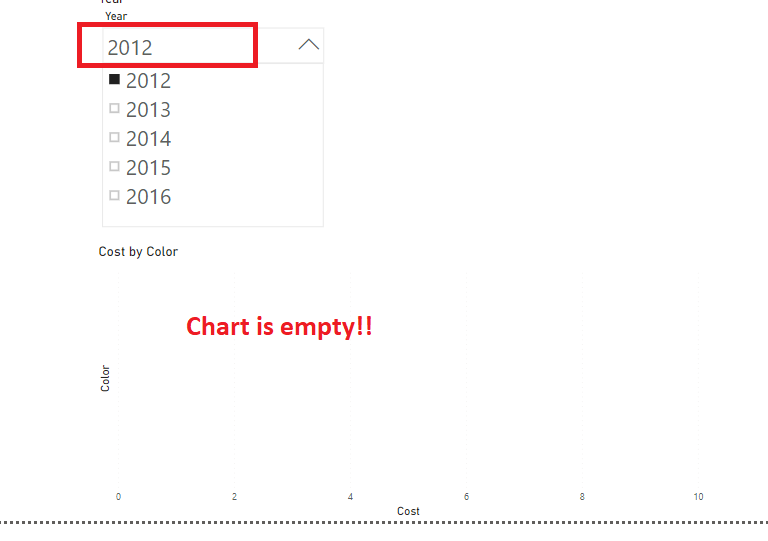 Year
Year
2012
2012
2013
2014
2015
2016
Cost by Color
Chart is empty!!
Color
0 2 4 6 8 10
Cost